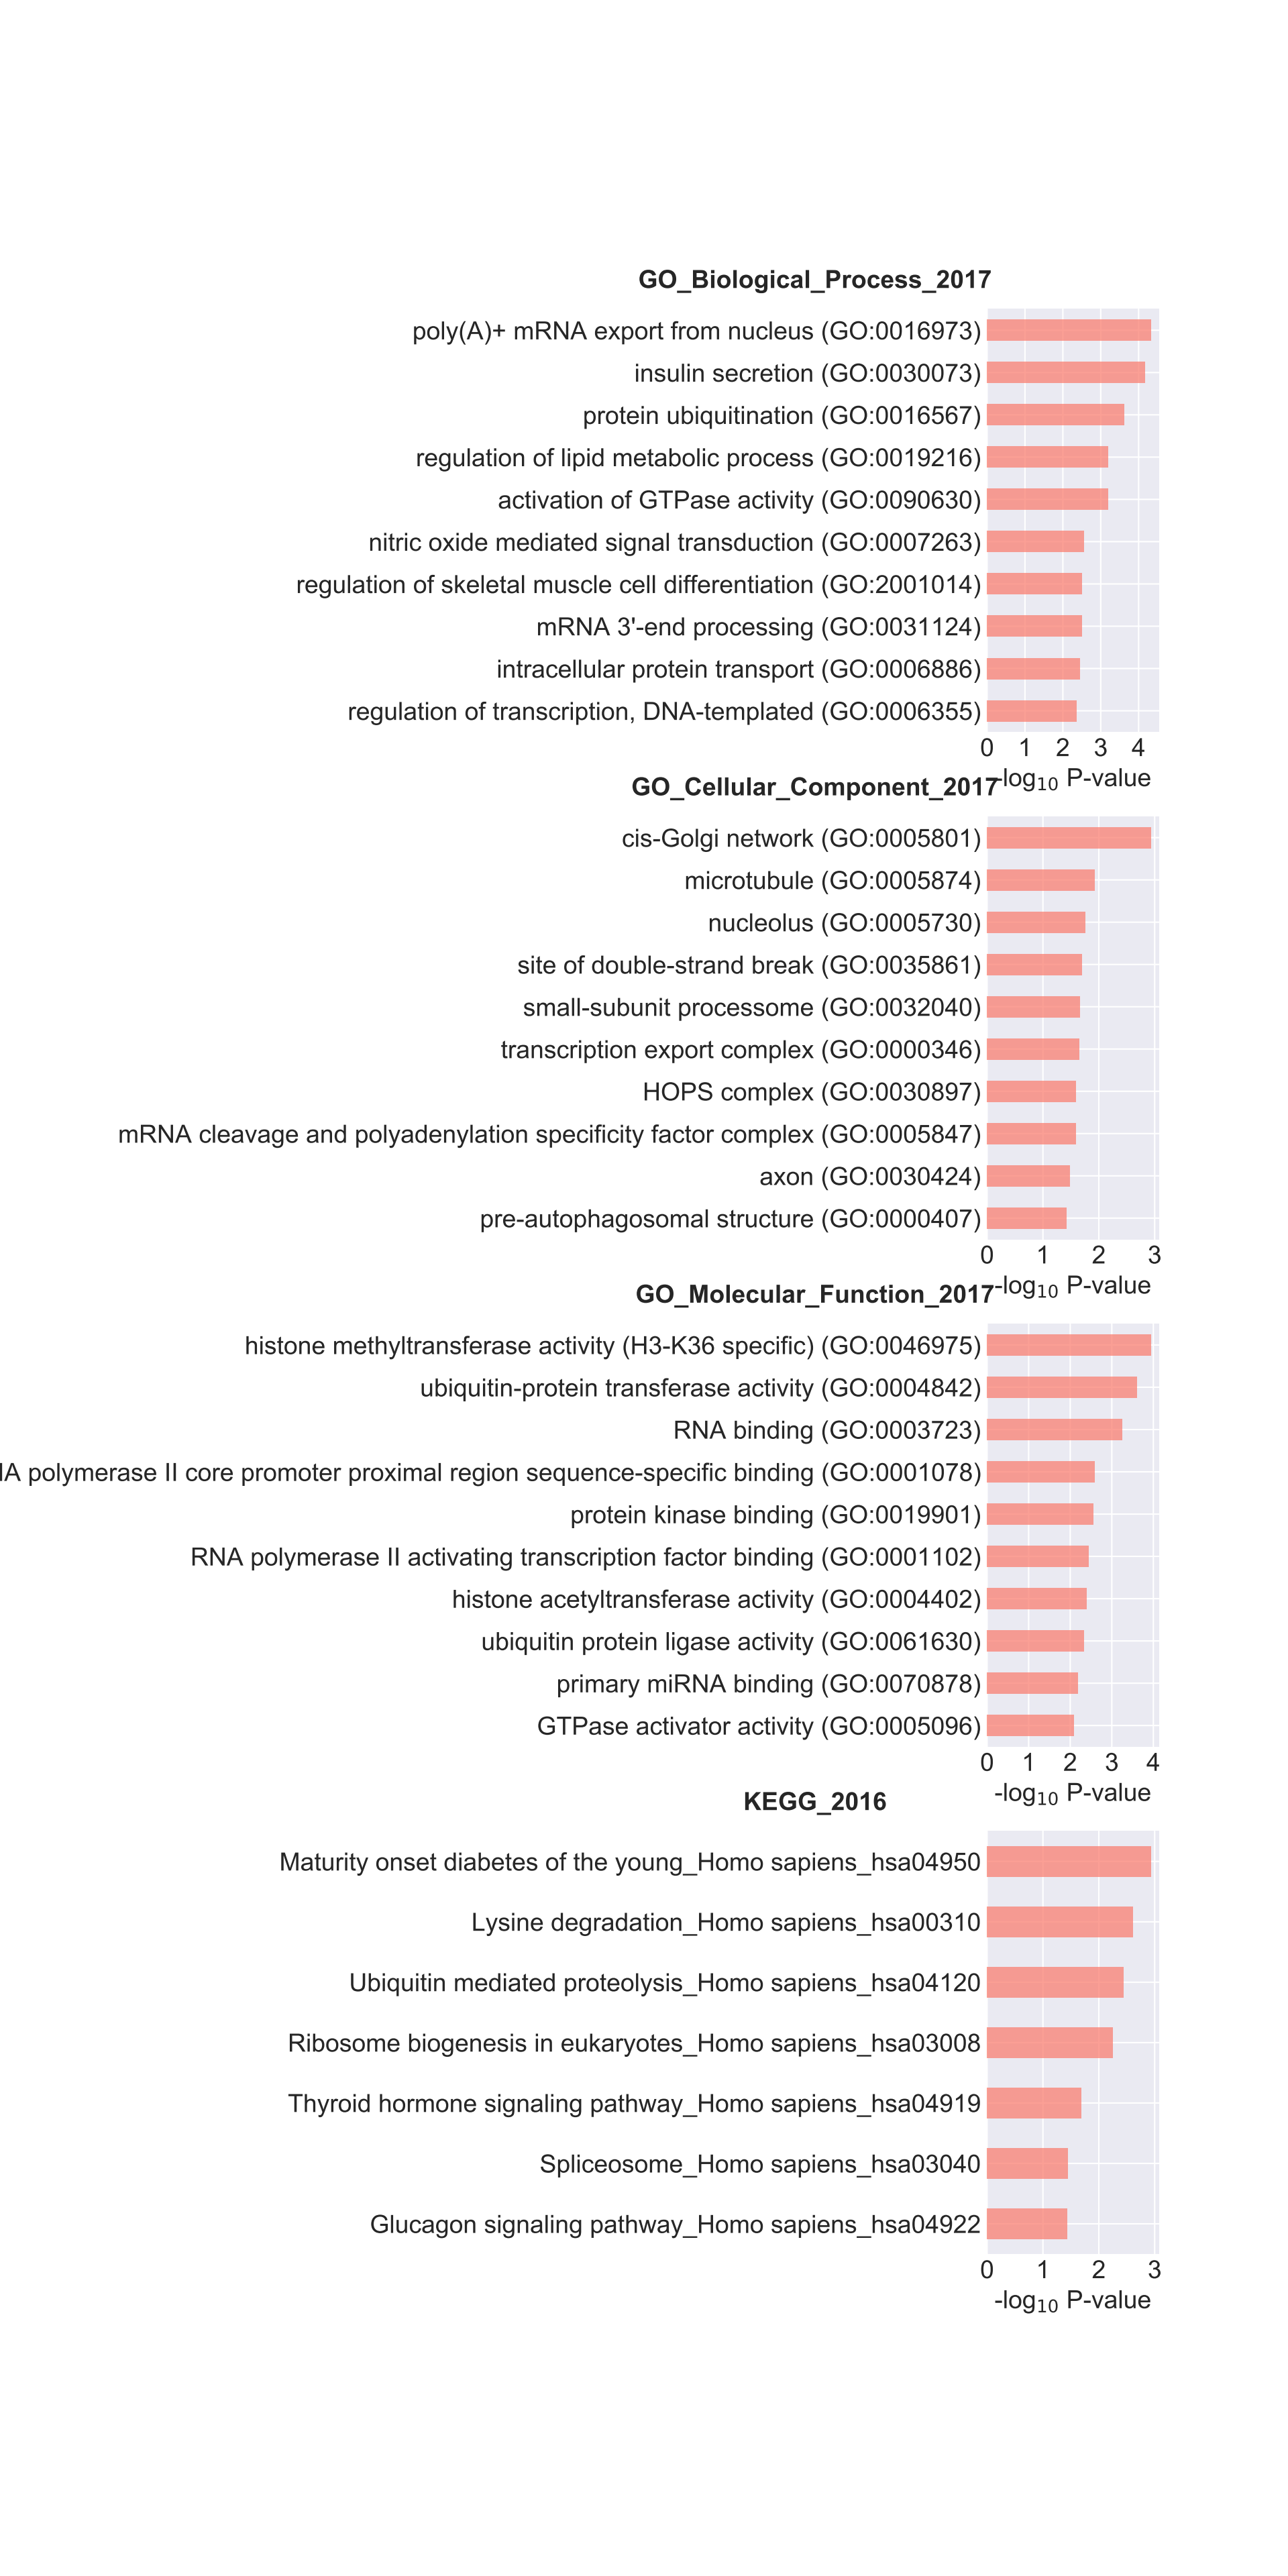 GO_Biological_Process_2017
poly(A)+ mRNA export from nucleus (GO:0016973)
insulin secretion (GO:0030073)
protein ubiquitination (GO:0016567)
regulation of lipid metabolic process (GO:0019216)
activation of GTPase activity (GO:0090630)
nitric oxide mediated signal transduction (GO:0007263)
regulation of skeletal muscle cell differentiation (GO:2001014)
mRNA 3'-end processing (GO:0031124)
intracellular protein transport (GO:0006886)
regulation of transcription, DNA-templated (GO:0006355)
0 1 2 3 4
-log10 P-value
GO_Cellular_Component_2017
cis-Golgi network (GO:0005801)
microtubule (GO:0005874)
nucleolus (GO:0005730)
site of double-strand break (GO:0035861)
small-subunit processome (GO:0032040)
transcription export complex (GO:0000346)
HOPS complex (GO:0030897)
mRNA cleavage and polyadenylation specificity factor complex (GO:0005847)
axon (GO:0030424)
pre-autophagosomal structure (GO:0000407)
0 1 2 3
-log10 P-value
GO_Molecular_Function_2017
histone methyltransferase activity (H3-K36 specific) (GO:0046975)
ubiquitin-protein transferase activity (GO:0004842)
RNA binding (GO:0003723)
polymerase II core promoter proximal region sequence-specific binding (GO:0001078)
protein kinase binding (GO:0019901)
RNA polymerase II activating transcription factor binding (GO:0001102)
histone acetyltransferase activity (GO:0004402)
ubiquitin protein ligase activity (GO:0061630)
primary miRNA binding (GO:0070878)
GTPase activator activity (GO:0005096)
0 1 2 3 4
-log10 P-value
KEGG_2016
Maturity onset diabetes of the young_Homo sapiens_hsa04950
Lysine degradation_Homo sapiens_hsa00310
Ubiquitin mediated proteolysis_Homo sapiens_hsa04120
Ribosome biogenesis in eukaryotes_Homo sapiens_hsa03008
Thyroid hormone signaling pathway_Homo sapiens_hsa04919
Spliceosome_Homo sapiens_hsa03040
Glucagon signaling pathway_Homo sapiens_hsa04922
0 1 2 3
-log10 P-value